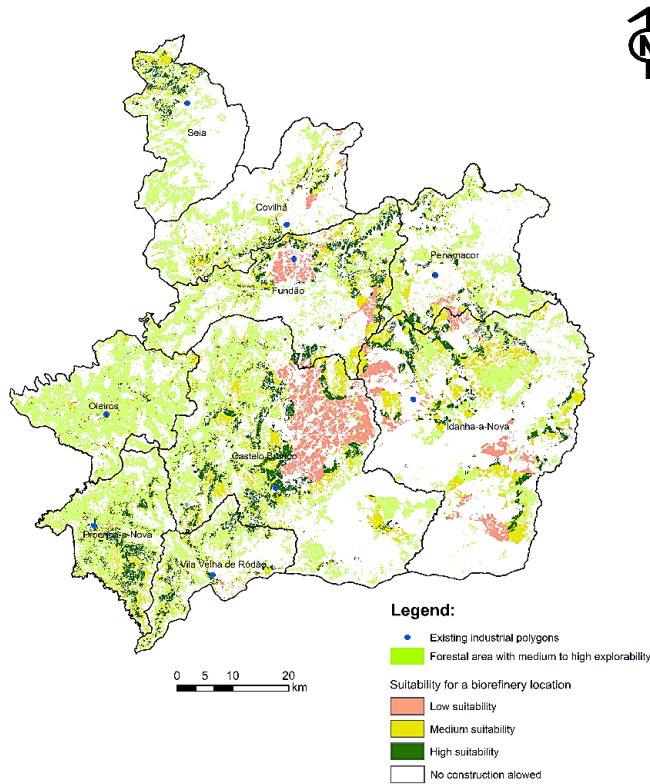 N
Seia
Covilhã
Fundão
Penamacor
Oleiros
Idanha-a-Nova
Castelo Branco
Proença-a-Nova
Vila Velha de Ródão
Legend:
Existing industrial polygons
Forestal area with medium to high explorability
Suitability for a biorefinery location
Low suitability
Medium suitability
High suitability
No construction alowed
0 5 10 20
km